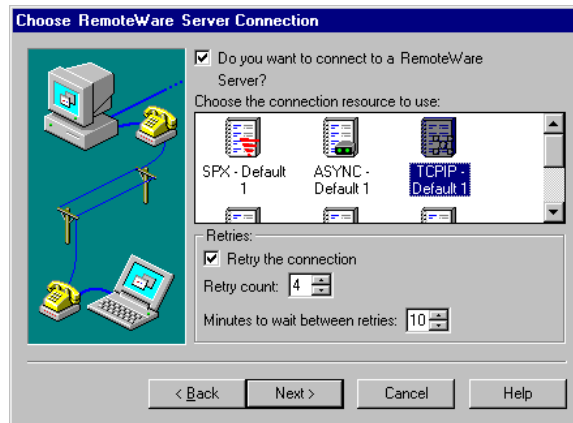 Choose RemoteWare Server Connection
Do you want to connect to a RemoteWare
Server?
Choose the connection resource to use:
SPX - Default
1
ASYNC -
Default 1
TCPIP -
Default 1
Retries:
Retry the connection
Retry count: 4
Minutes to wait between retries: 10
< Back Next > Cancel Help